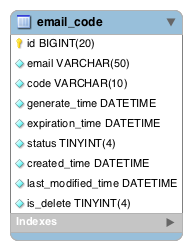 email_code
id BIGINT(20)
email VARCHAR(50)
code VARCHAR(10)
generate_time DATETIME
expiration_time DATETIME
status TINYINT(4)
created_time DATETIME
last_modified_time DATETIME
is_delete TINYINT(4)
Indexes